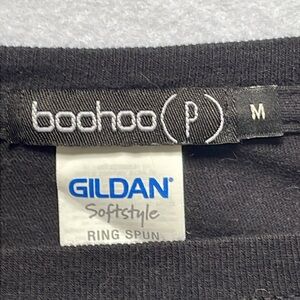 boohoo (P) M
GILDAN®
Softstyle
RING SPUN